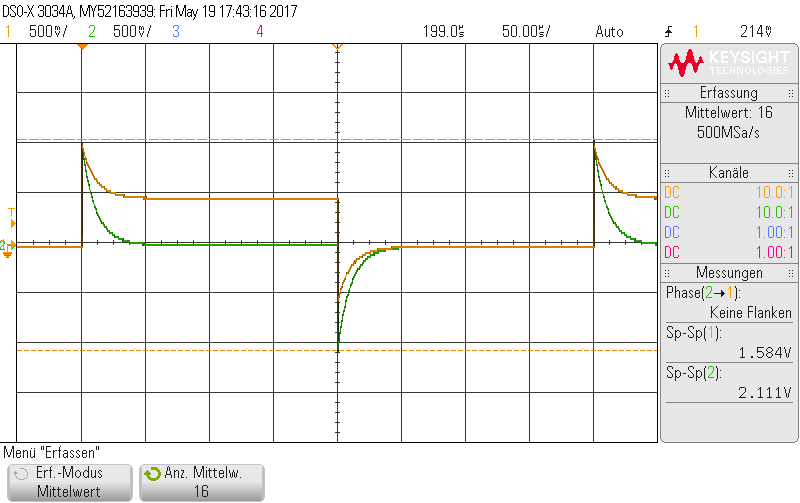 DSO-X 3034A, MY52163939: Fri May 19 17:43:16 2017
1 500mV/ 2 500mV/ 3 4 199.0s 50.00s/ Auto 1 214mV
KEYSIGHT
TECHNOLOGIES
Erfassung
Mittelwert: 16
500MSa/s
Kanäle
DC 10.0:1
DC 10.0:1
DC 1.00:1
DC 1.00:1
Messungen
Phase(2→1):
Keine Flanken
Sp-Sp(1):
1.584V
Sp-Sp(2):
2.111V
T
2
Menü "Erfassen"
Erf.-Modus
Mittelwert
Anz. Mittelw.
16